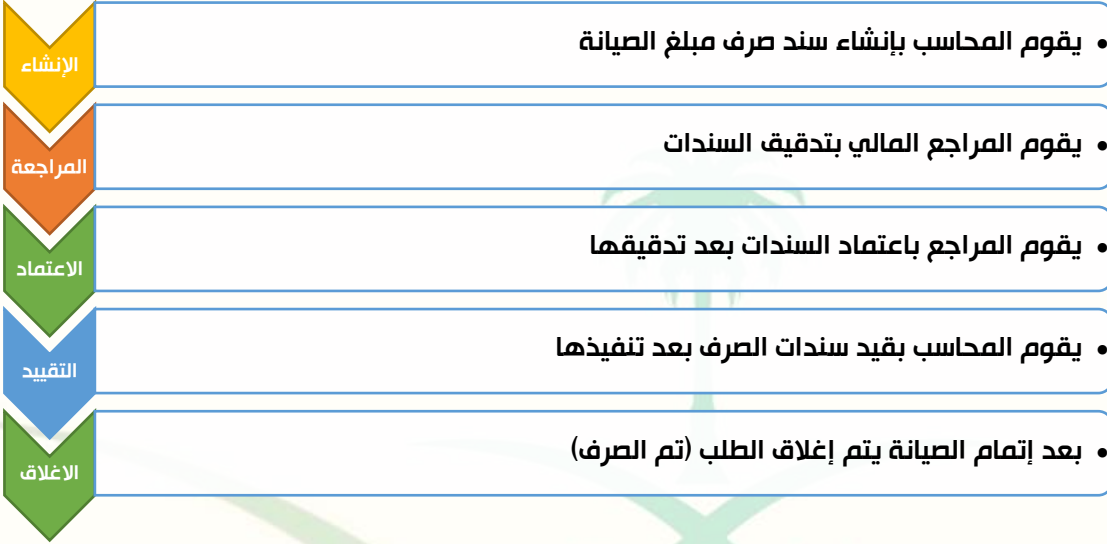 • يقوم المحاسب بإنشاء سند صرف مبلغ الصيانة
الإنشاء
• يقوم المراجع المالي بتدقيق السندات
المراجعة
• يقوم المراجع باعتماد السندات بعد تدقيقها
الاعتماد
• يقوم المحاسب بقيد سندات الصرف بعد تنفيذها
التقييد
• بعد إتمام الصيانة يتم إغلاق الطلب (تم الصرف)
الاغلاق